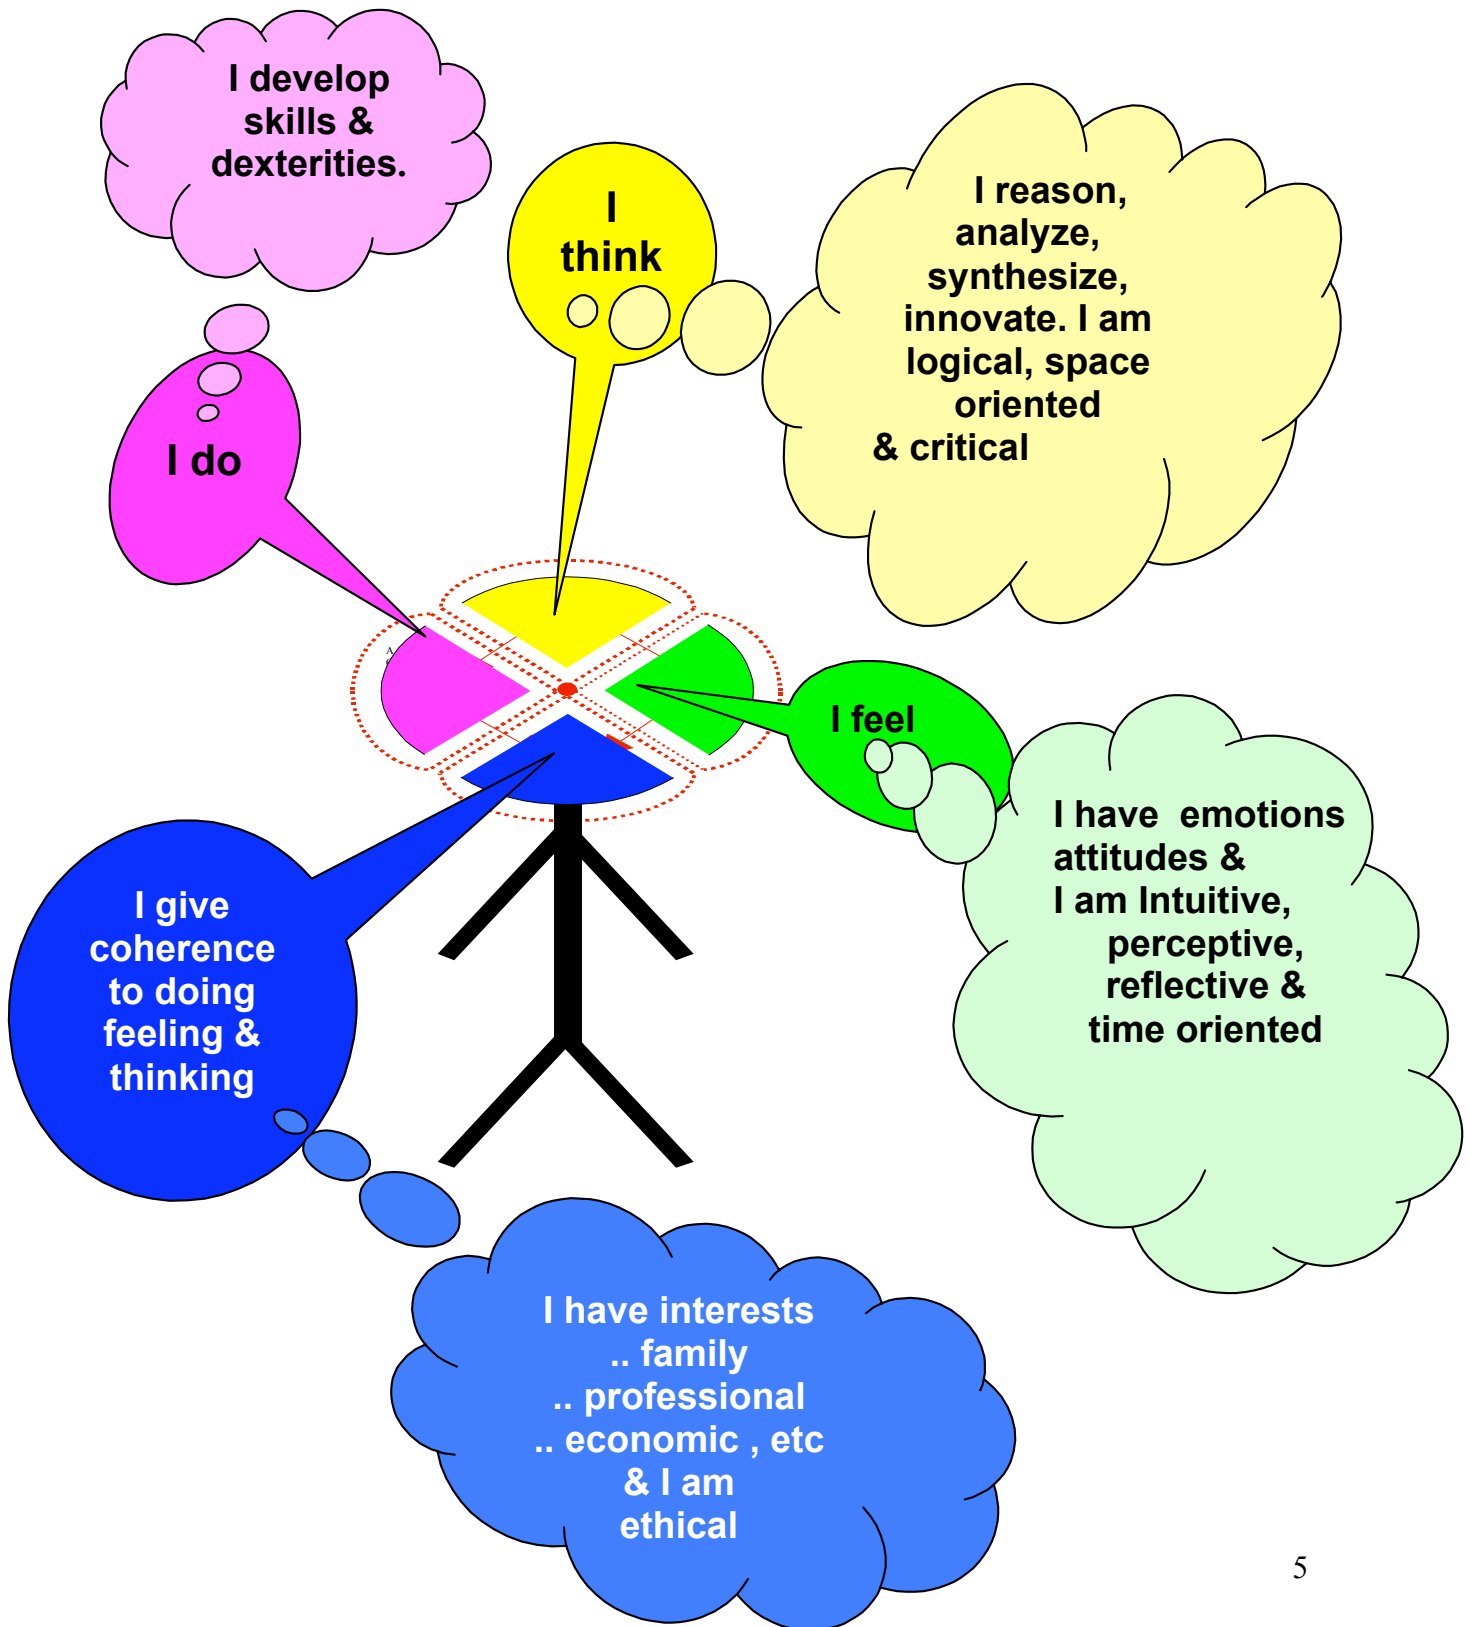 I develop
skills &
dexterities.
I
think
I reason,
analyze,
synthesize,
innovate. I am
logical, space
oriented
& critical
I do
A
I feel
I have  emotions
attitudes &
I am Intuitive,
perceptive,
reflective &
time oriented
I give
coherence
to doing
feeling &
thinking
I have interests
.. family
.. professional
.. economic , etc
& I am
ethical
5